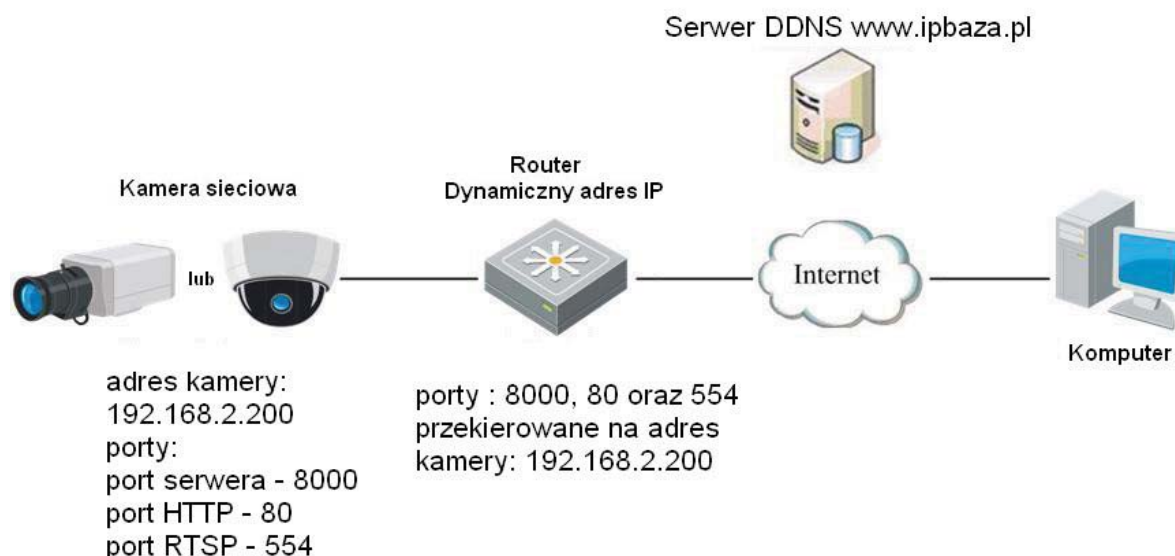 Serwer DDNS www.ipbaza.pl
Router
Dynamiczny adres IP
Kamera sieciowa
lub
Internet
Komputer
adres kamery:
192.168.2.200
porty:
port serwera - 8000
port HTTP - 80
port RTSP - 554
porty : 8000, 80 oraz 554
przekierowane na adres
kamery: 192.168.2.200